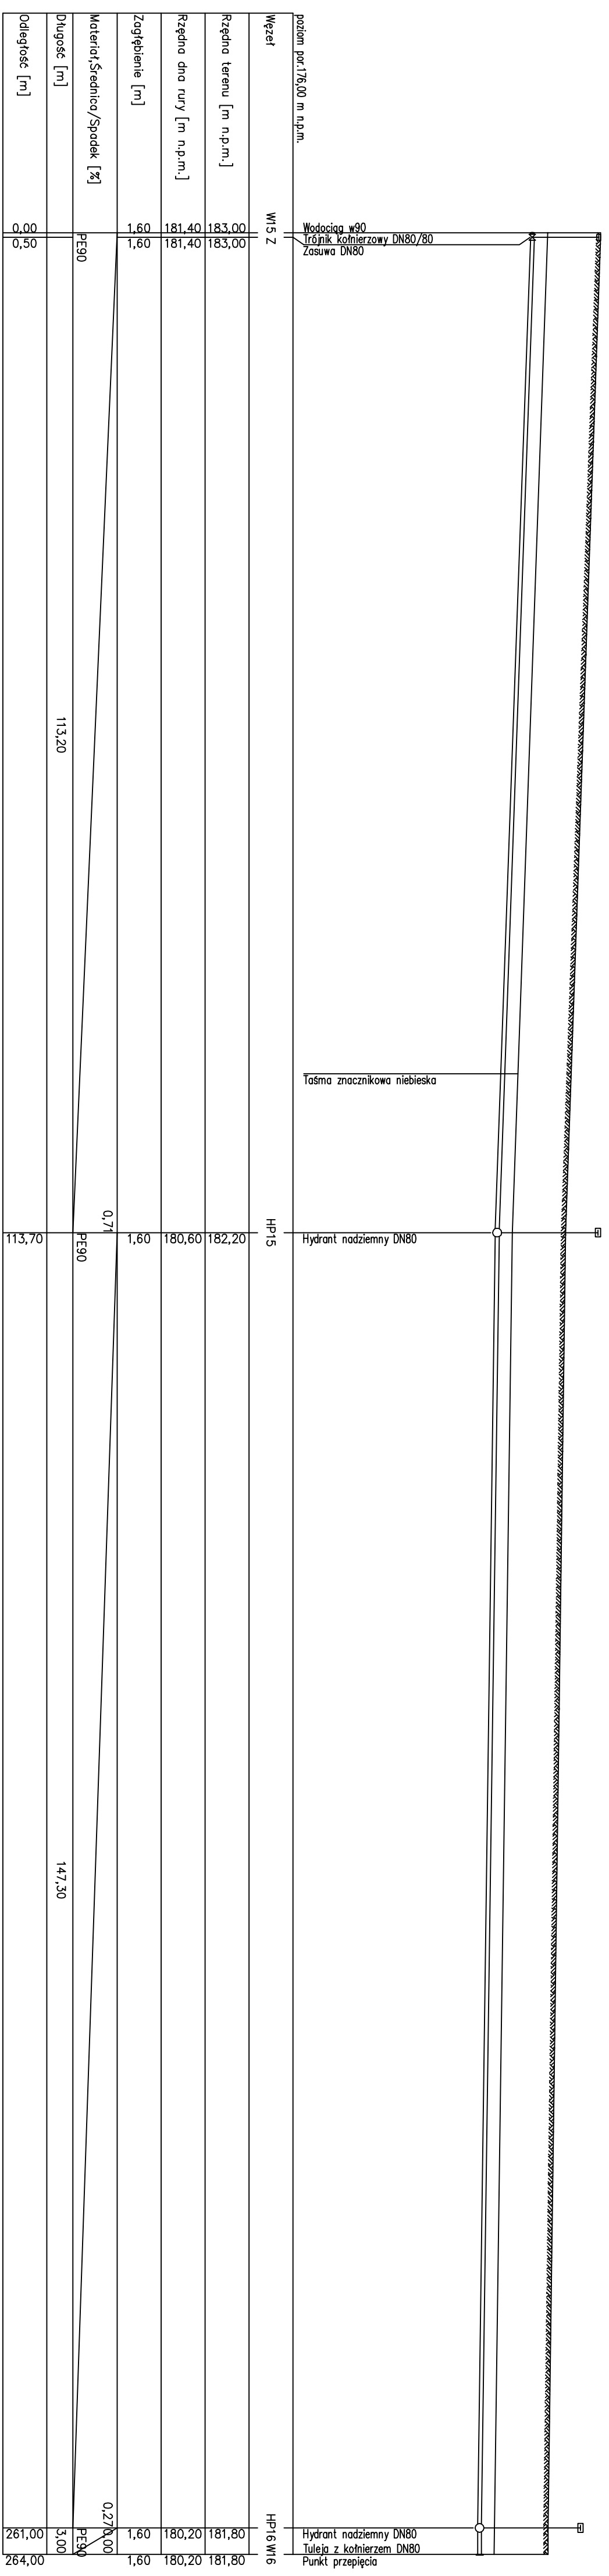 poziom por.176,00 m n.p.m.
Wodociąg w90
Trójnik kołnierzowy DN80/80
Zasuwa DN80
Taśma znacznikowa niebieska
Hydrant nadziemny DN80
Hydrant nadziemny DN80
Tuleja z kołnierzem DN80
Punkt przepięcia
Węzeł W15 Z HP15 HP16 W16
Rzędna terenu [m n.p.m.] 183,00 183,00 182,20 181,80 181,80
Rzędna dna rury [m n.p.m.] 181,40 181,40 180,60 180,20 180,20
Zagłębienie [m] 1,60 1,60 1,60 1,60 1,60
Materiał,Średnica/Spadek [%] PE90 0,71 PE90 0,27 PE90 0,00
Długość [m] 113,20 147,30 3,00
Odległość [m] 0,00 0,50 113,70 261,00 264,00